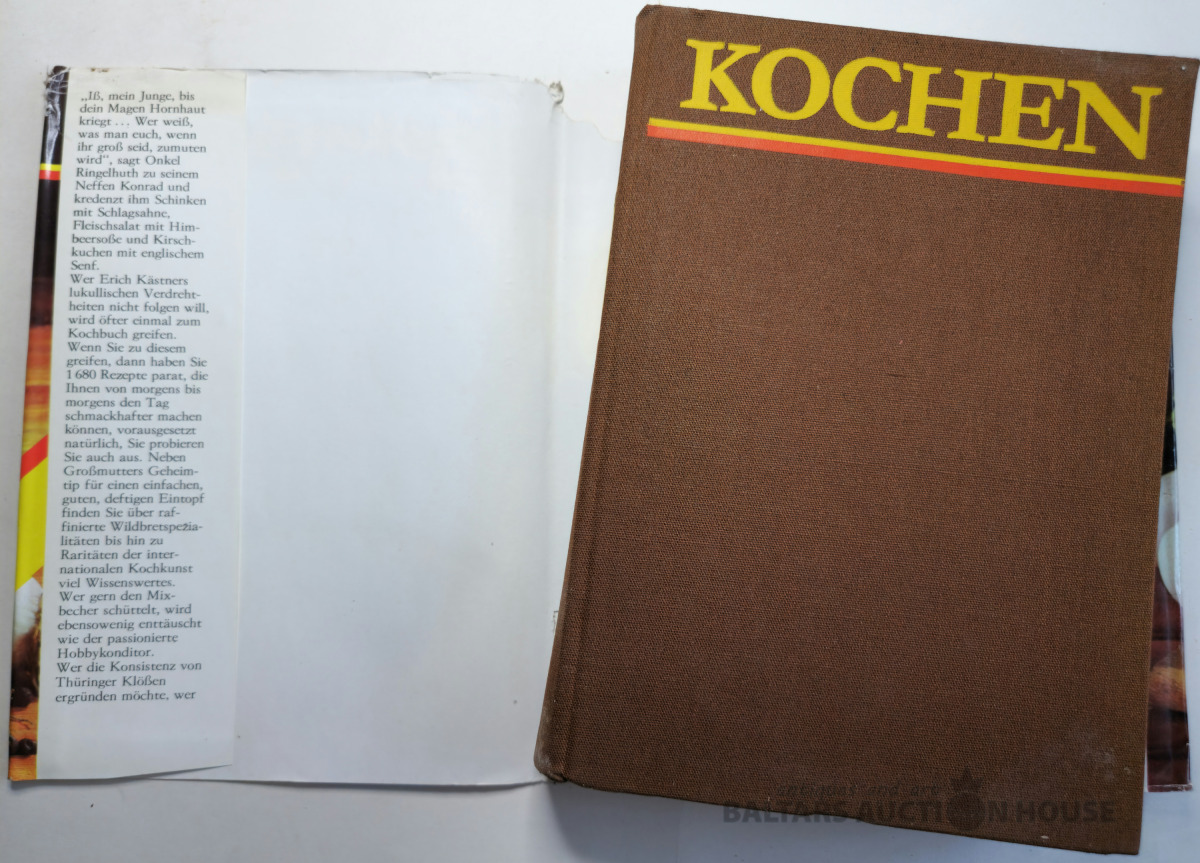 „Iß, mein Junge, bis
dein Magen Hornhaut
kriegt ... Wer weiß,
was man euch, wenn
ihr groß seid, zumuten
wird“, sagt Onkel
Ringelhuth zu seinem
Neffen Konrad und
kredenzt ihm Schinken
mit Schlagsahne,
Fleischsalat mit Him-
beersoße und Kirsch-
kuchen mit englischem
Senf.
Wer Erich Kästners
lukullischen Verdreht-
heiten nicht folgen will,
wird öfter einmal zum
Kochbuch greifen.
Wenn Sie zu diesem
greifen, dann haben Sie
1 680 Rezepte parat, die
Ihnen von morgens bis
morgens den Tag
schmackhafter machen
können, vorausgesetzt
natürlich, Sie probieren
Sie auch aus. Neben
Großmutters Geheim-
tip für einen einfachen,
guten, deftigen Eintopf
finden Sie über raf-
finierte Wildbretspezia-
litäten bis hin zu
Raritäten der inter-
nationalen Kochkunst
viel Wissenswertes.
Wer gern den Mix-
becher schüttelt, wird
ebensowenig enttäuscht
wie der passionierte
Hobbykonditor.
Wer die Konsistenz von
Thüringer Klößen
ergründen möchte, wer
KOCHEN
antiques and art
BALTARS AUCTION HOUSE